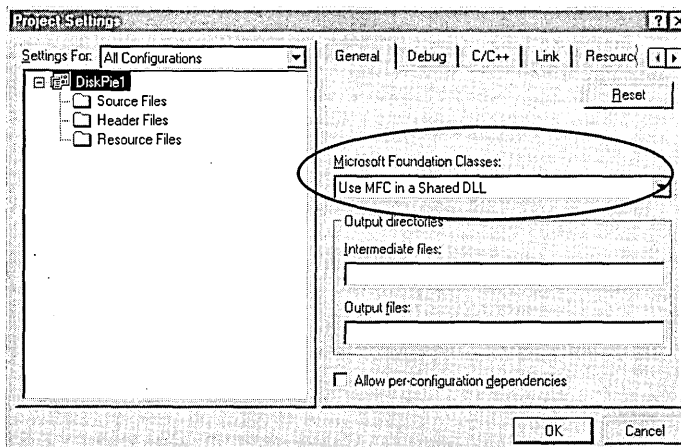 Project Settings
Settings For: All Configurations
DiskPie1
Source Files
Header Files
Resource Files
General Debug C/C++ Link Resourc
Reset
Microsoft Foundation Classes:
Use MFC in a Shared DLL
Output directories
Intermediate files:
Output files:
Allow per-configuration dependencies
OK Cancel